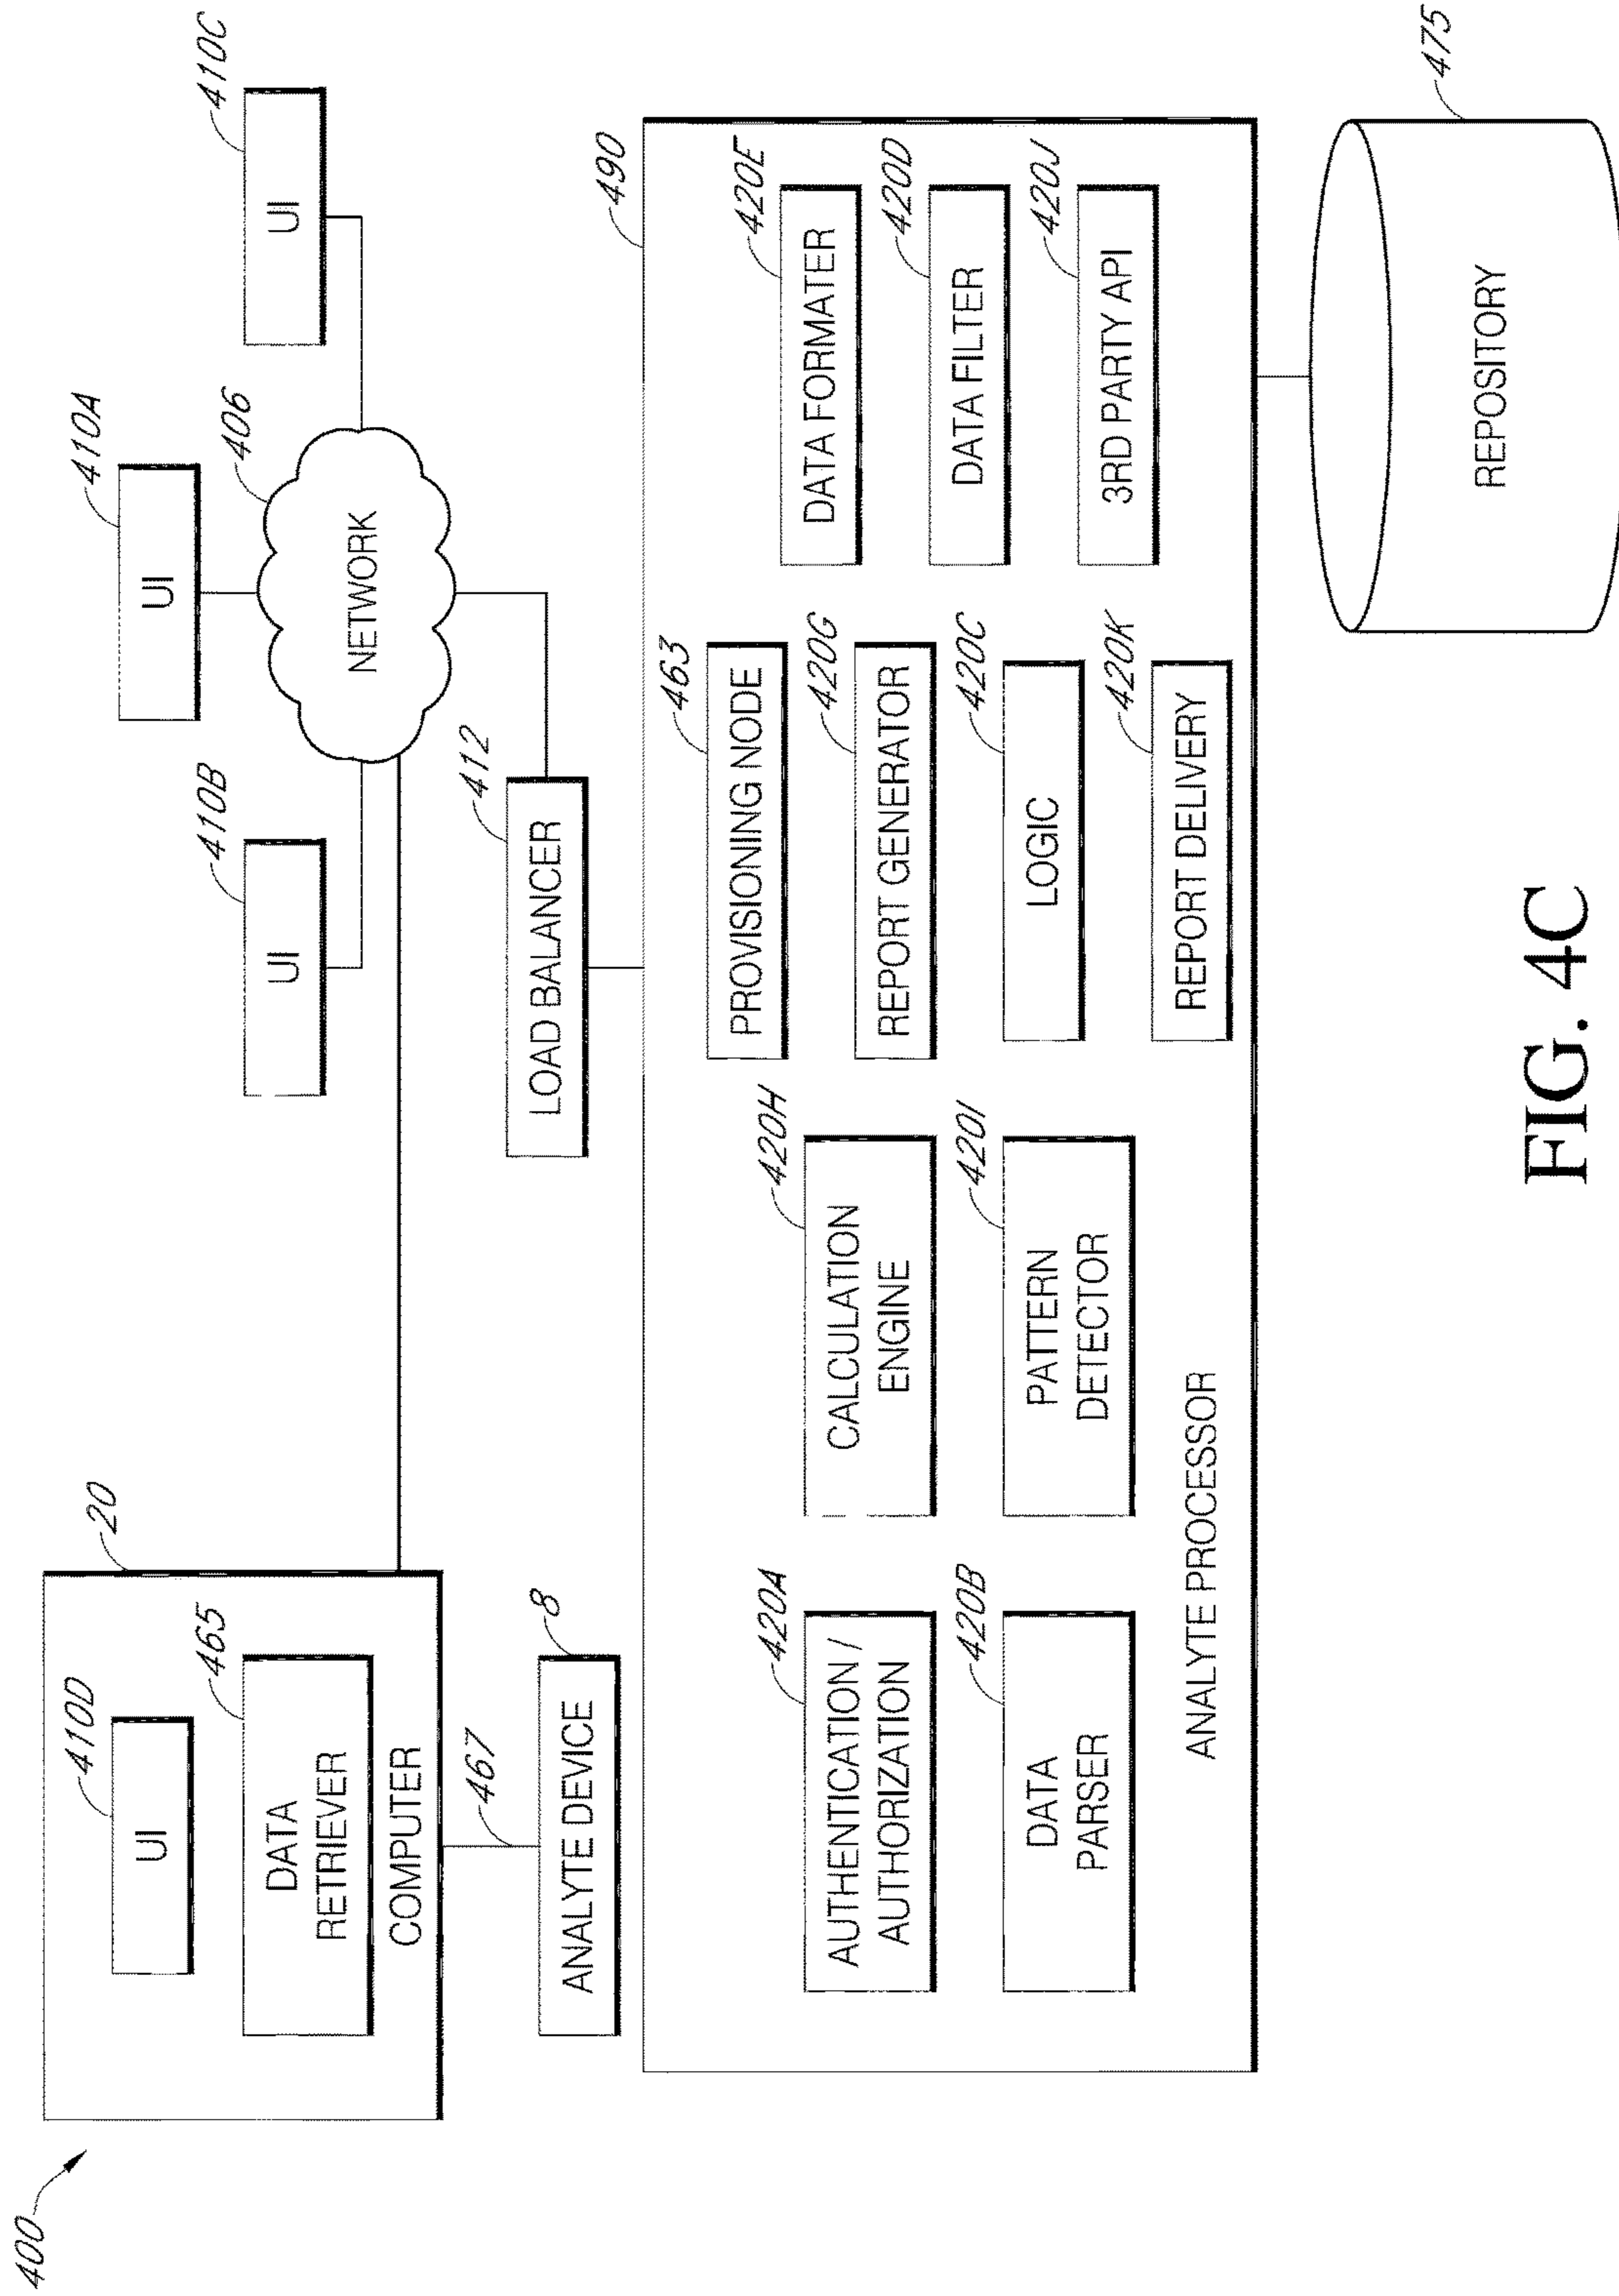 400
20
410D
UI
465
DATA
RETRIEVER
COMPUTER
467
8
ANALYTE DEVICE
410B
UI
410A
UI
410C
UI
406
NETWORK
412
LOAD BALANCER
490
420A
AUTHENTICATION /
AUTHORIZATION
420B
DATA
PARSER
420H
CALCULATION
ENGINE
420I
PATTERN
DETECTOR
463
PROVISIONING NODE
420G
REPORT GENERATOR
420C
LOGIC
420K
REPORT DELIVERY
420E
DATA FORMATER
420D
DATA FILTER
420J
3RD PARTY API
ANALYTE PROCESSOR
475
REPOSITORY
FIG. 4C